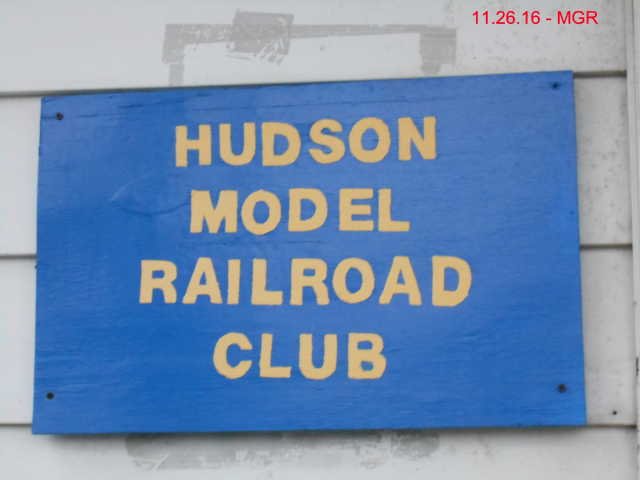 11.26.16 - MGR
HUDSON
MODEL
RAILROAD
CLUB